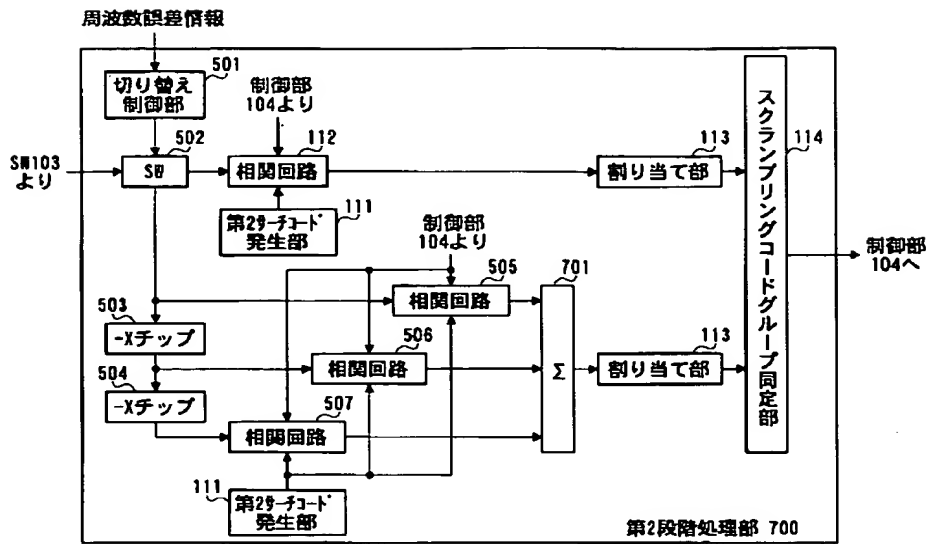 周波数誤差情報
切り替え
制御部
501
制御部
104より
502
112
SW103
より
SW
相関回路
113
割り当て部
114
スクランブリングコードグループ同定部
第2サーチコード
発生部
111
制御部
104より
505
701
制御部
104へ
相関回路
503
-Xチップ
506
相関回路
Σ
113
割り当て部
504
-Xチップ
507
相関回路
111
第2サーチコード
発生部
第2段階処理部 700